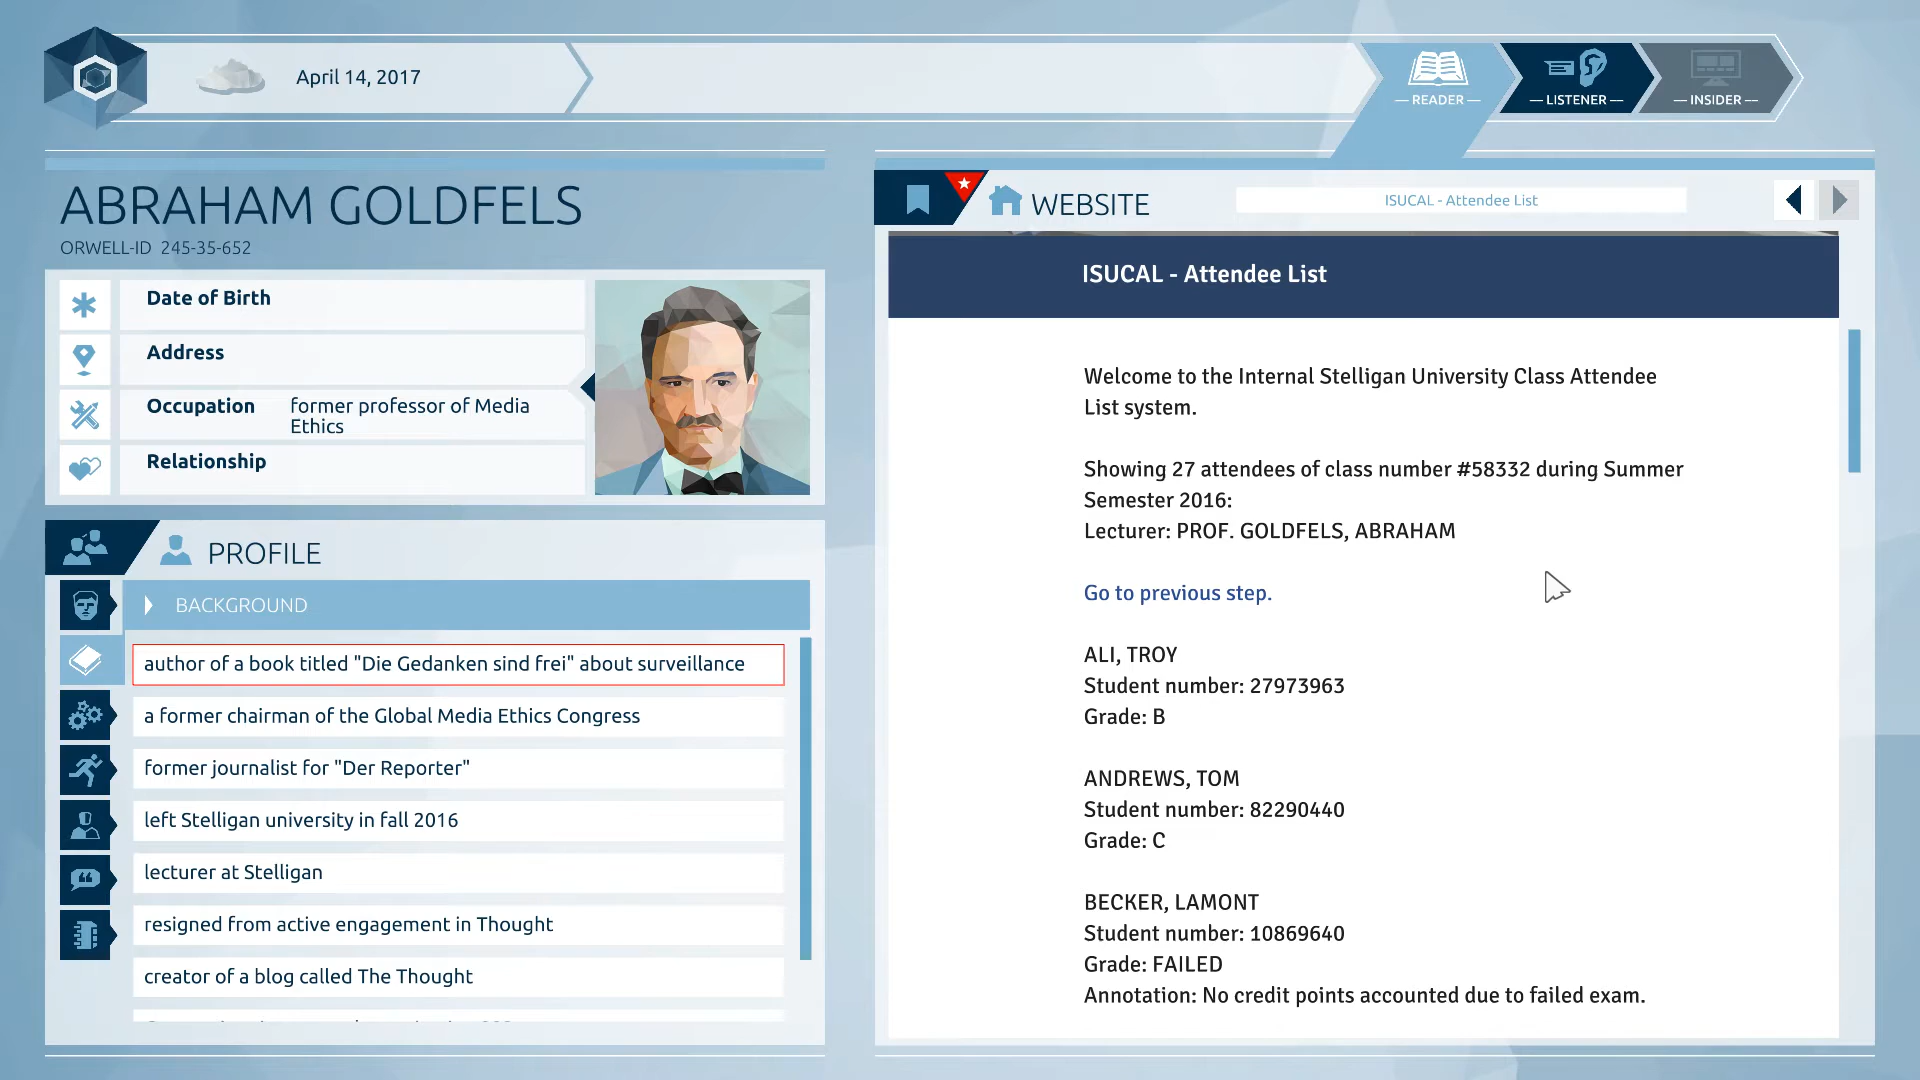 April 14, 2017
READER
LISTENER
INSIDER
ABRAHAM GOLDFELS
ORWELL-ID 245-35-652
Date of Birth
Address
Occupation former professor of Media
Ethics
Relationship
PROFILE
BACKGROUND
author of a book titled "Die Gedanken sind frei" about surveillance
a former chairman of the Global Media Ethics Congress
former journalist for "Der Reporter"
left Stelligan university in fall 2016
lecturer at Stelligan
resigned from active engagement in Thought
creator of a blog called The Thought
WEBSITE
ISUCAL - Attendee List
ISUCAL - Attendee List
Welcome to the Internal Stelligan University Class Attendee
List system.
Showing 27 attendees of class number #58332 during Summer
Semester 2016:
Lecturer: PROF. GOLDFELS, ABRAHAM
Go to previous step.
ALI, TROY
Student number: 27973963
Grade: B
ANDREWS, TOM
Student number: 82290440
Grade: C
BECKER, LAMONT
Student number: 10869640
Grade: FAILED
Annotation: No credit points accounted due to failed exam.